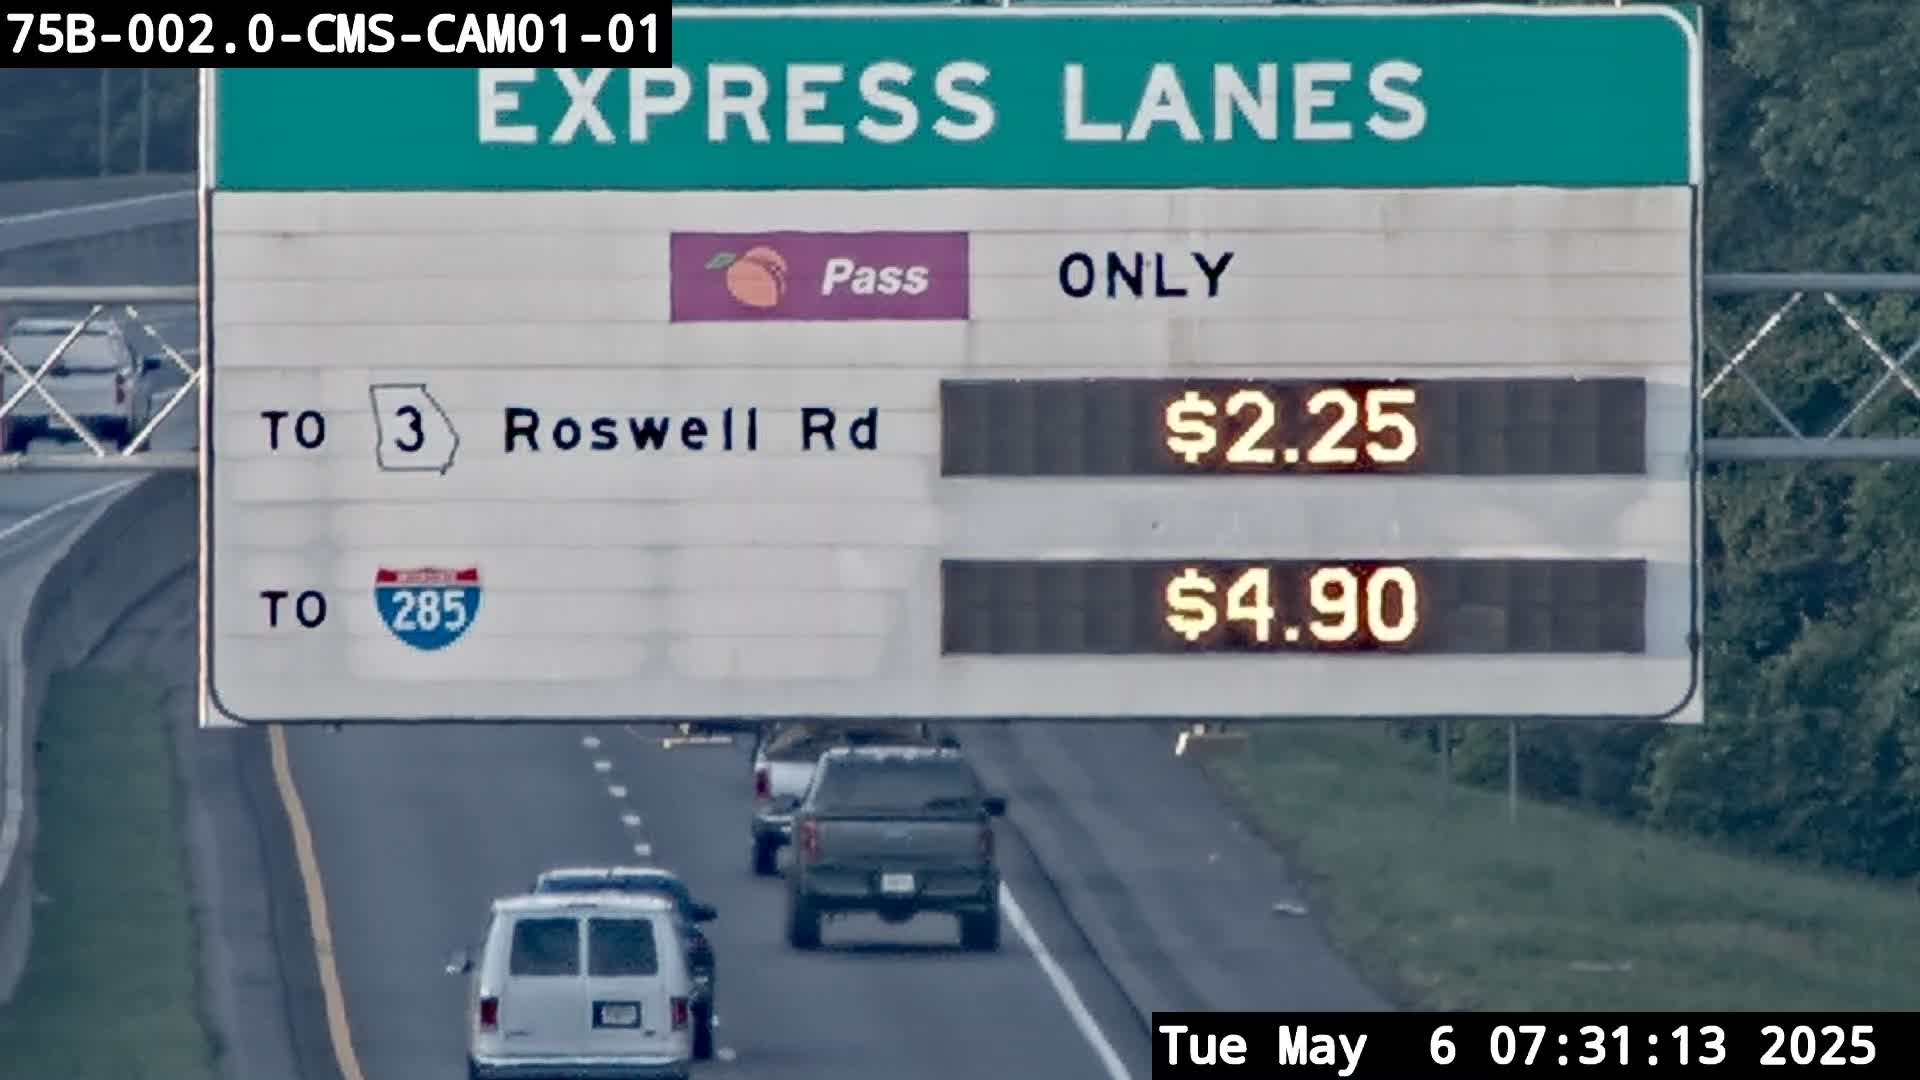 75B-002.0-CMS-CAM01-01
EXPRESS LANES
Pass ONLY
TO 3 Roswell Rd $2.25
TO 285 $4.90
Tue May 6 07:31:13 2025